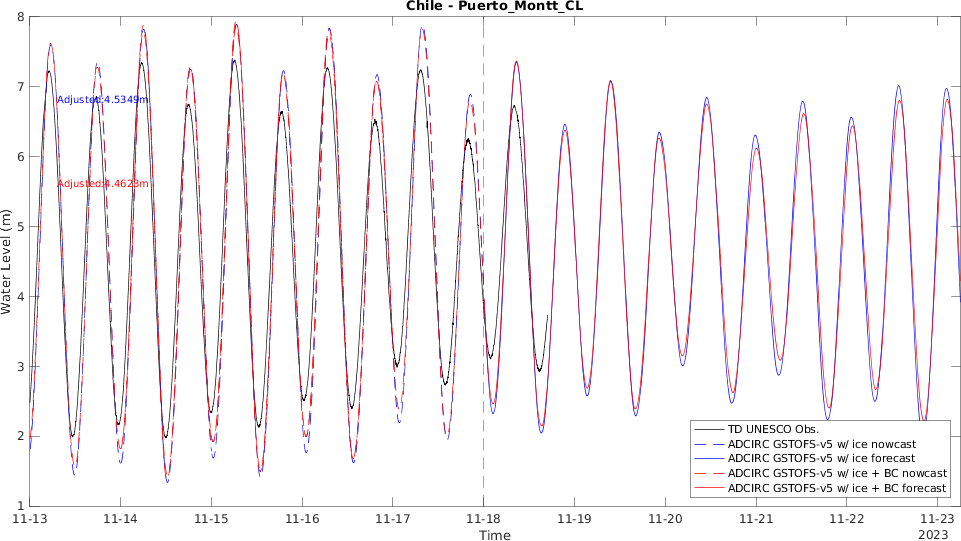 Chile - Puerto_Montt_CL
8
7
6
5
4
3
2
1
Water Level (m)
Adjusted:4.5349m
Adjusted:4.4623m
TD UNESCO Obs.
ADCIRC GSTOFS-v5 w/ ice nowcast
ADCIRC GSTOFS-v5 w/ ice forecast
ADCIRC GSTOFS-v5 w/ ice + BC nowcast
ADCIRC GSTOFS-v5 w/ ice + BC forecast
11-13 11-14 11-15 11-16 11-17 11-18 11-19 11-20 11-21 11-22 11-23
Time
2023